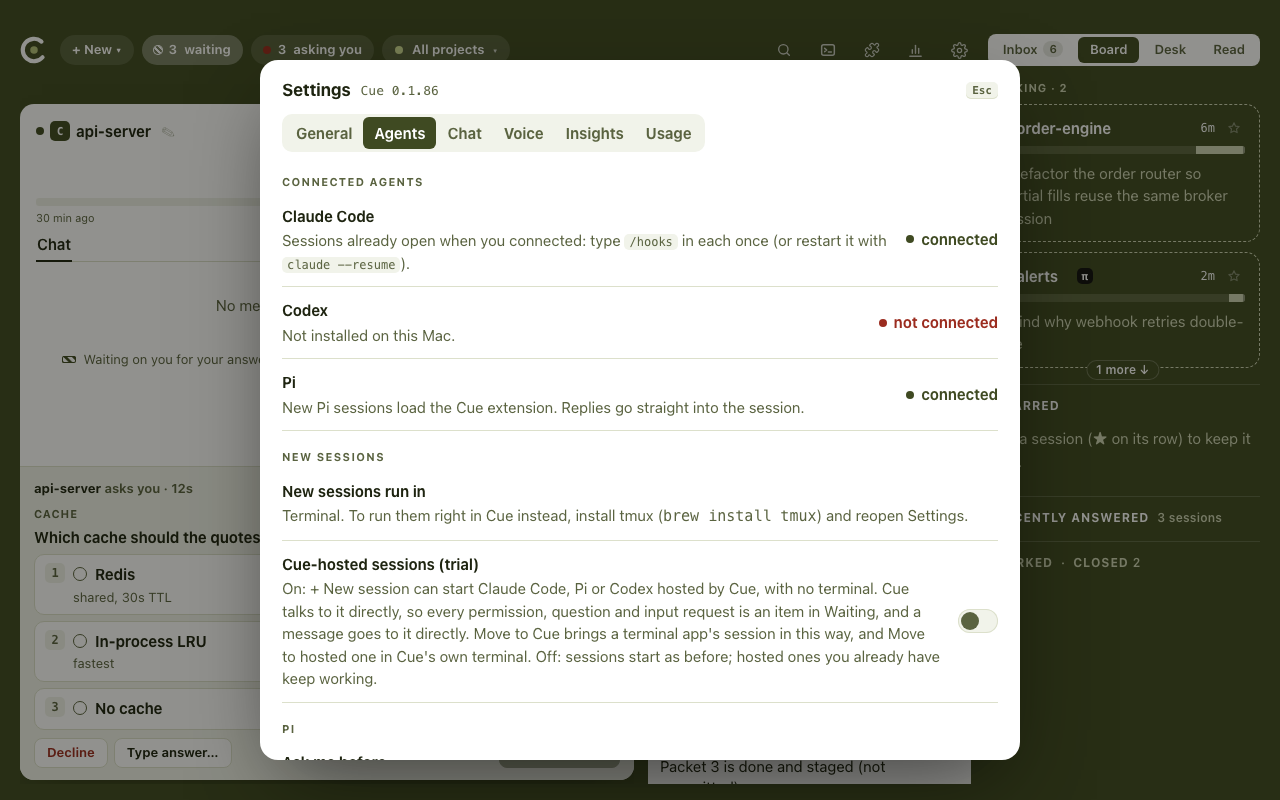 + New ▾
3 waiting
3 asking you
All projects ▾
Inbox 6
Board
Desk
Read
C api-server
30 min ago
Chat
No me
Waiting on you for your answe
api-server asks you · 12s
CACHE
Which cache should the quotes
1 Redis
shared, 30s TTL
2 In-process LRU
fastest
3 No cache
Decline
Type answer...
Settings Cue 0.1.86
Esc
General
Agents
Chat
Voice
Insights
Usage
CONNECTED AGENTS
Claude Code
Sessions already open when you connected: type /hooks in each once (or restart it with
claude --resume).
connected
Codex
Not installed on this Mac.
not connected
Pi
New Pi sessions load the Cue extension. Replies go straight into the session.
connected
NEW SESSIONS
New sessions run in
Terminal. To run them right in Cue instead, install tmux (brew install tmux) and reopen Settings.
Cue-hosted sessions (trial)
On: + New session can start Claude Code, Pi or Codex hosted by Cue, with no terminal. Cue
talks to it directly, so every permission, question and input request is an item in Waiting, and a
message goes to it directly. Move to Cue brings a terminal app's session in this way, and Move
to hosted one in Cue's own terminal. Off: sessions start as before; hosted ones you already have
keep working.
PI
Ask me before
KING · 2
order-engine 6m
efactor the order router so
rtial fills reuse the same broker
ssion
alerts π 2m
ind why webhook retries double-
1 more ↓
ARRED
a session (★ on its row) to keep it
CENTLY ANSWERED 3 sessions
RKED · CLOSED 2
Packet 3 is done and staged (not